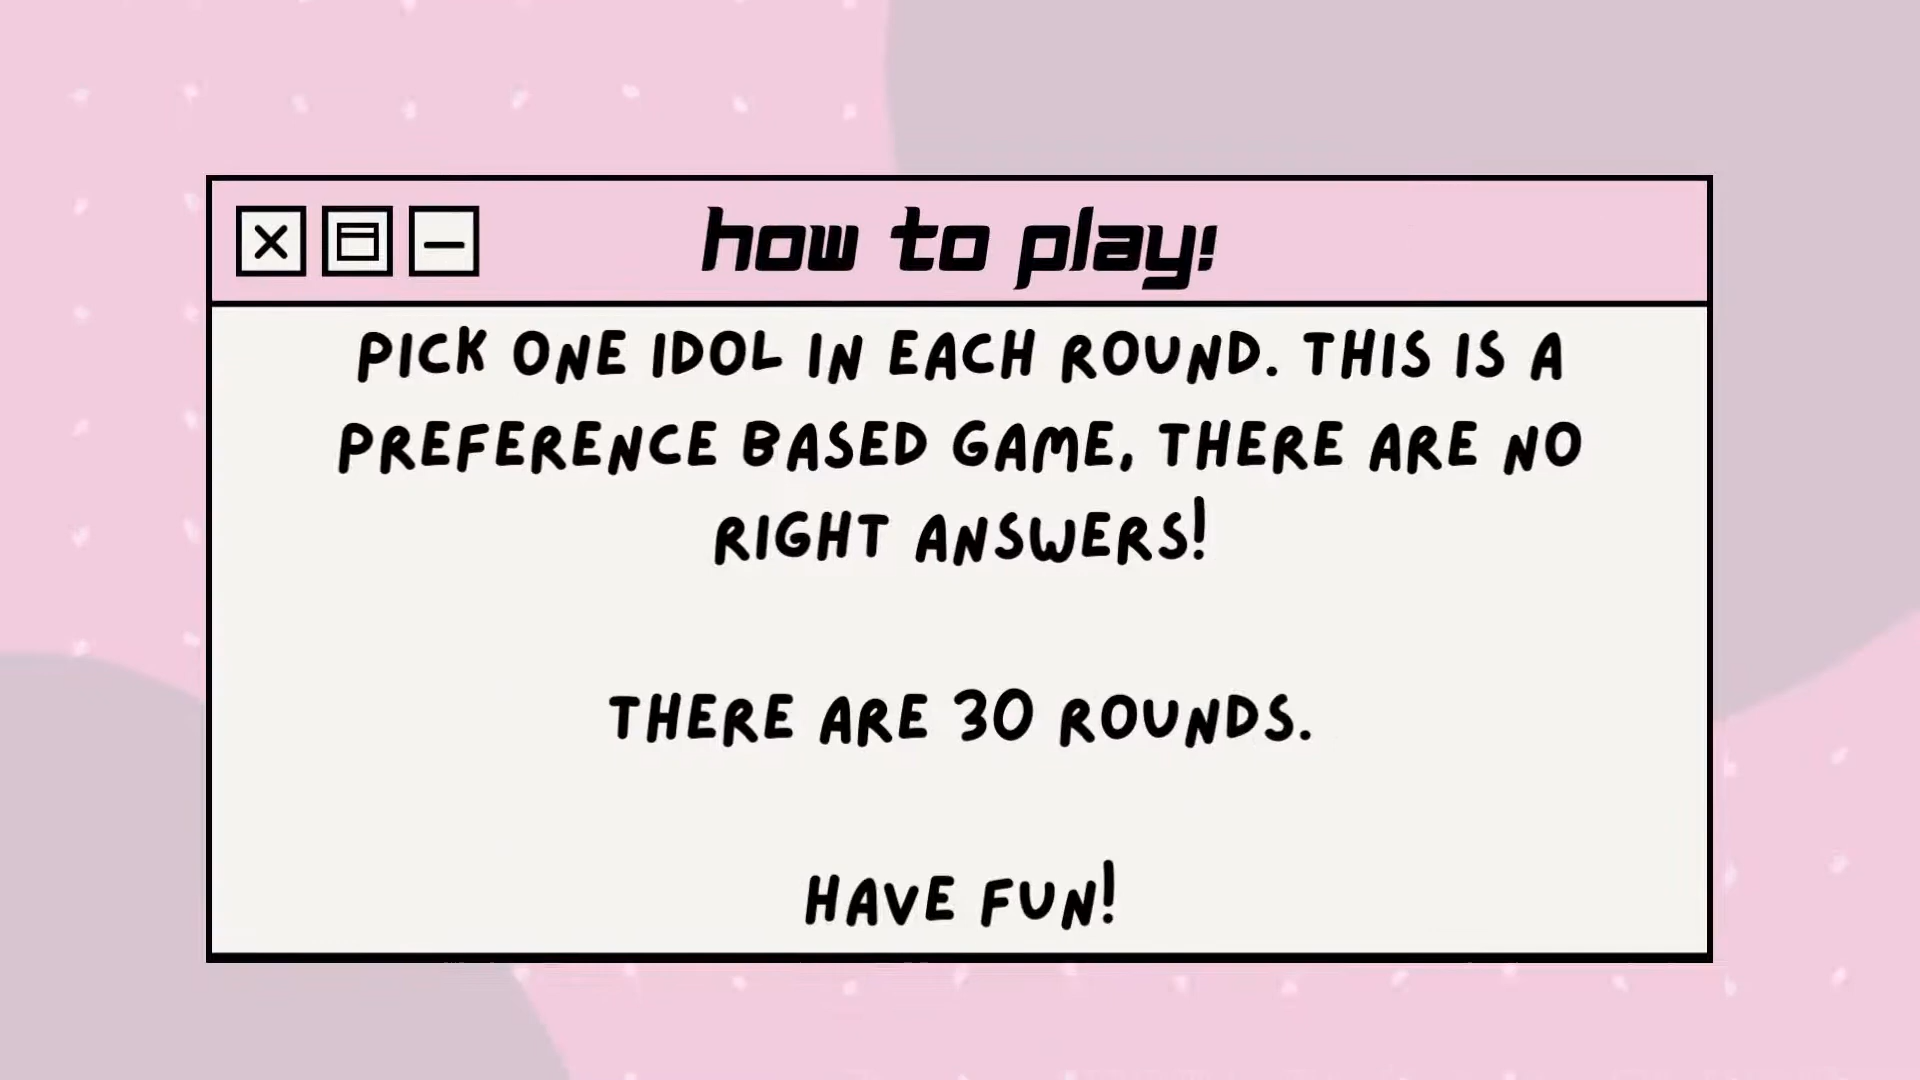 how to play!
PICK ONE IDOL IN EACH ROUND. THIS IS A
PREFERENCE BASED GAME, THERE ARE NO
RIGHT ANSWERS!
THERE ARE 30 ROUNDS.
HAVE FUN!